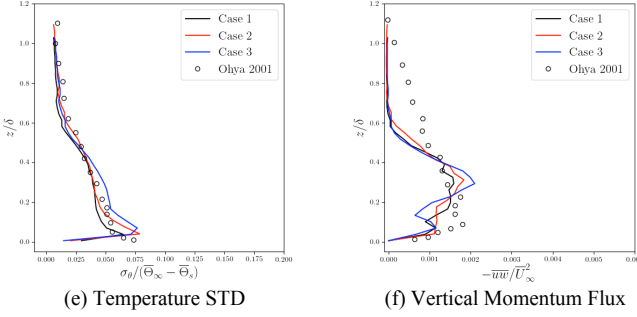 1.2
1.0
0.8
0.6
0.4
0.2
0.0
z/δ
Case 1
Case 2
Case 3
Ohya 2001
0.000 0.025 0.050 0.075 0.100 0.125 0.150 0.175 0.200
σ_θ/(Θ̅_∞ − Θ̅_s)
(e) Temperature STD
1.2
1.0
0.8
0.6
0.4
0.2
0.0
z/δ
Case 1
Case 2
Case 3
Ohya 2001
0.000 0.001 0.002 0.003 0.004 0.005 0.00
−u̅w̅/U̅²_∞
(f) Vertical Momentum Flux